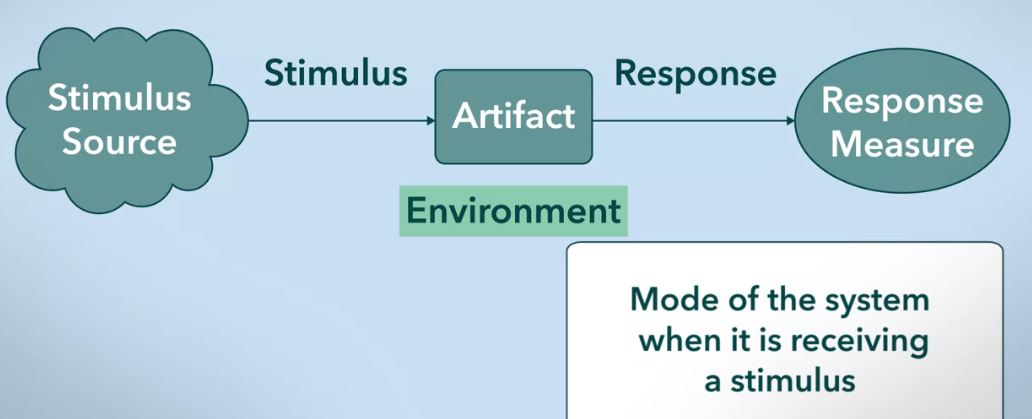 Stimulus
Source
Stimulus
Artifact
Response
Response
Measure
Environment
Mode of the system
when it is receiving
a stimulus